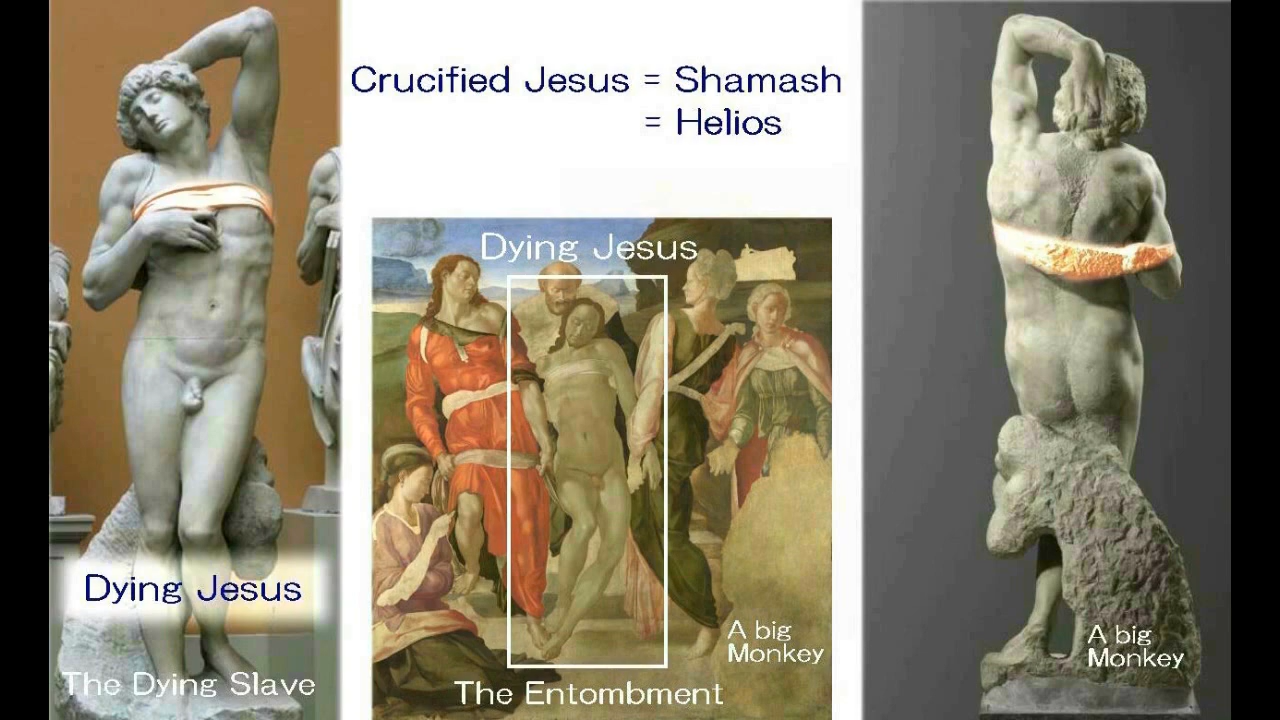 Crucified Jesus = Shamash
= Helios
Dying Jesus
Dying Jesus
The Dying Slave
A big
Monkey
The Entombment
A big
Monkey